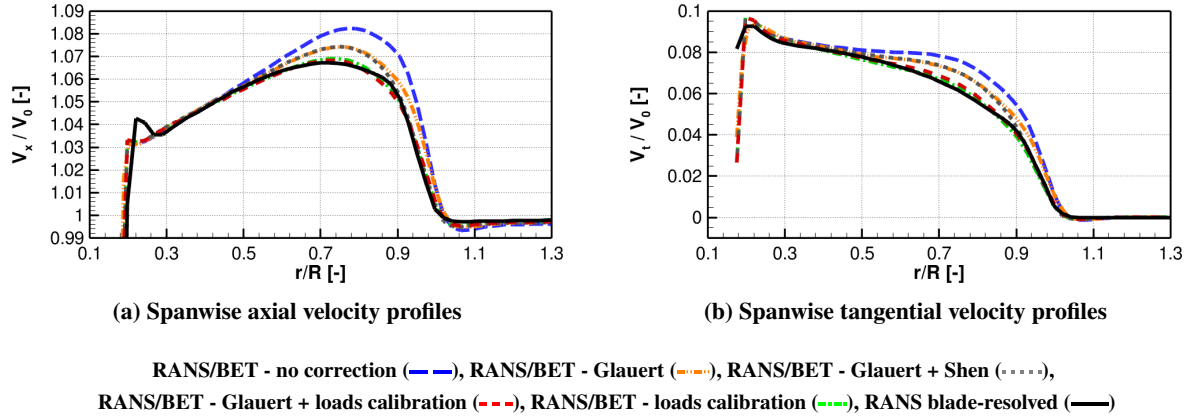 1.09
1.08
1.07
1.06
1.05
1.04
1.03
1.02
1.01
1
0.99
Vx / V0 [-]
0.1 0.3 0.5 0.7 0.9 1.1 1.3
r/R [-]
(a) Spanwise axial velocity profiles
0.1
0.08
0.06
0.04
0.02
0
Vt / V0 [-]
0.1 0.3 0.5 0.7 0.9 1.1 1.3
r/R [-]
(b) Spanwise tangential velocity profiles
RANS/BET - no correction ( ), RANS/BET - Glauert ( ), RANS/BET - Glauert + Shen ( ),
RANS/BET - Glauert + loads calibration ( ), RANS/BET - loads calibration ( ), RANS blade-resolved ( )